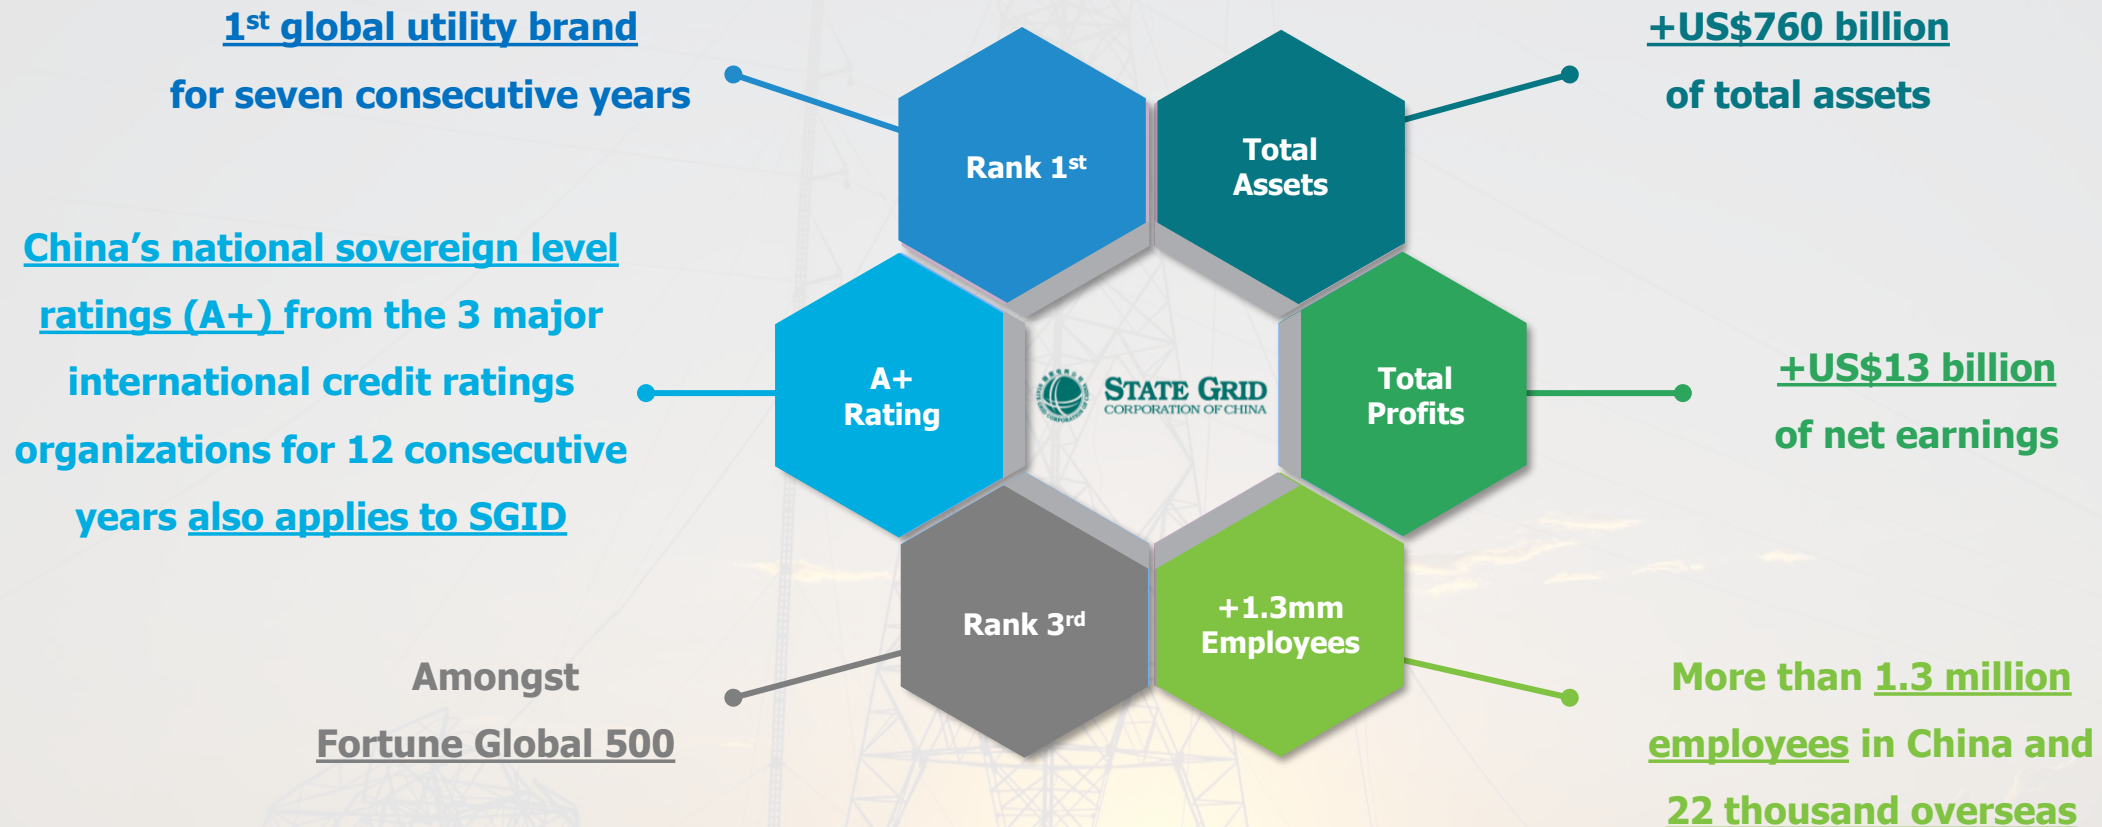 1st global utility brand
for seven consecutive years
+US$760 billion
of total assets
Rank 1st
Total
Assets
China’s national sovereign level
ratings (A+) from the 3 major
international credit ratings
organizations for 12 consecutive
years also applies to SGID
A+
Rating
STATE GRID
CORPORATION OF CHINA
Total
Profits
+US$13 billion
of net earnings
Rank 3rd
+1.3mm
Employees
Amongst
Fortune Global 500
More than 1.3 million
employees in China and
22 thousand overseas